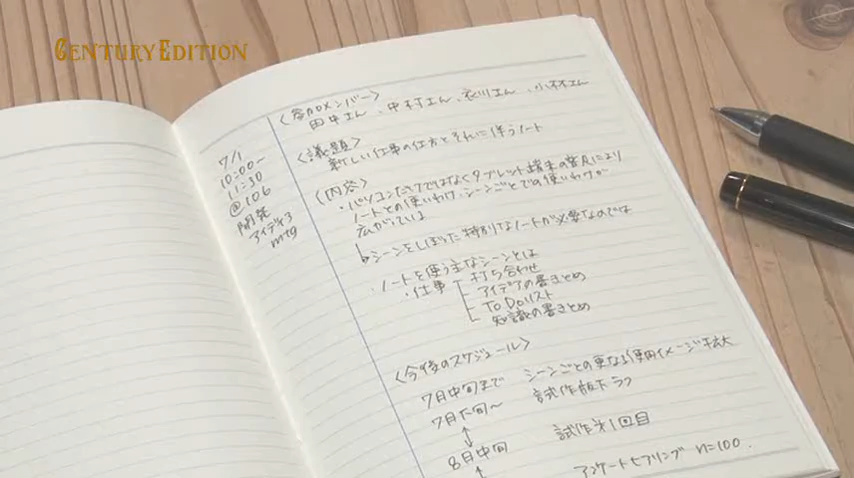 CENTURY EDITION
7/1
10:00~
11:30
@106
開発
アイデア
mtg
〈参加メンバー〉
田中さん、中村さん、衣川さん、小林さん
〈議題〉
新しい仕事の仕方とそれに伴うノート
〈内容〉
・パソコンだけではなくタブレット端末の普及により
ノートとの使いわけ、シーンごとでの使いわけが
広がっている
↳シーンをしぼった特別なノートが必要なのでは
・ノートを使う主なシーンとは
・仕事 打ち合わせ
アイデアの書きとめ
To Doリスト
知識の書きとめ
〈今後のスケジュール〉
7月中旬まで シーンごとの更なる使用イメージ拡大
7月下旬~ 試作版下ラフ
↕
8月中旬 試作第1回目
アンケートヒアリング n=100.